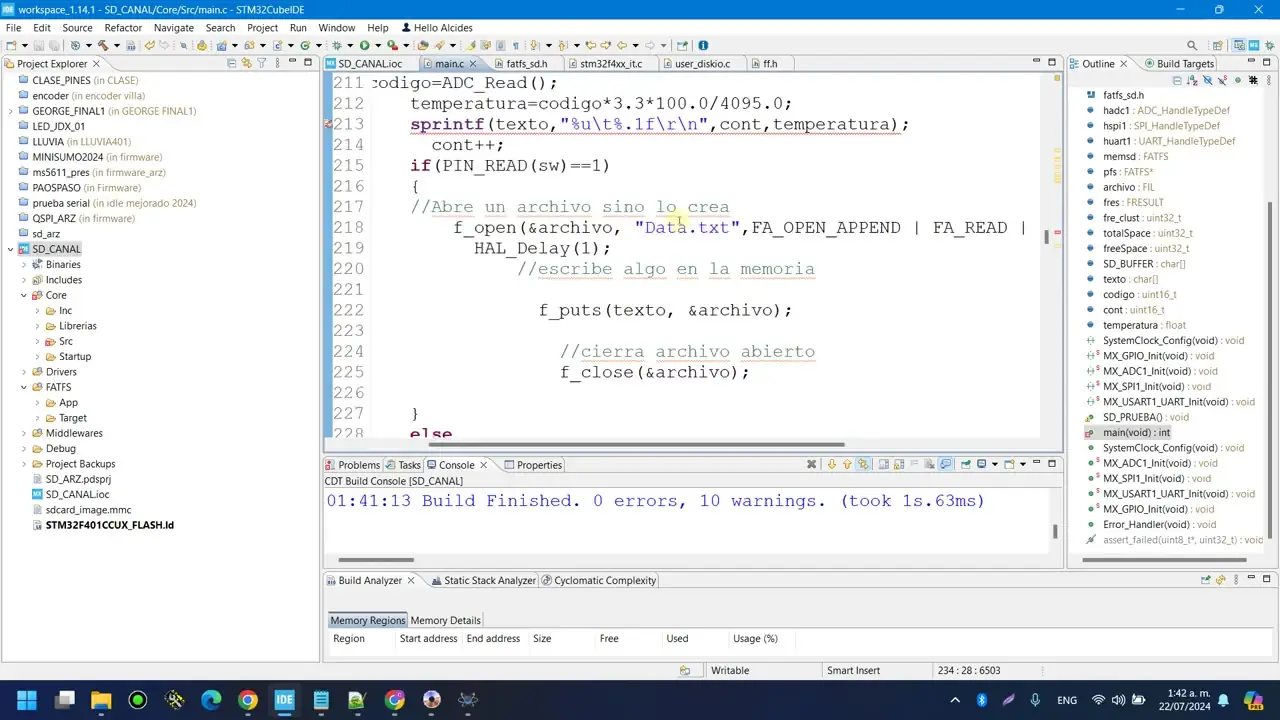 workspace_1.14.1 - SD_CANAL/Core/Src/main.c - STM32CubeIDE
File Edit Source Refactor Navigate Search Project Run Window Help Hello Alcides
Project Explorer
CLASE_PINES (in CLASE)
encoder (in encoder villa)
GEORGE_FINAL1 (in GEORGE FINAL)
LED_JDX_01
LLUVIA (in LLUVIA401)
MINISUMO2024 (in firmware)
ms5611_pres (in firmware_arz)
PAOSPASO (in Firmware)
prueba serial (in idle mejorado 2024)
QSPI_ARZ (in firmware)
sd_arz
SD_CANAL
Binaries
Includes
Core
Inc
Librerias
Src
Startup
Drivers
FATFS
App
Target
Middlewares
Debug
Project Backups
SD_ARZ.pdsprj
SD_CANAL.ioc
sdcard_image.mmc
STM32F401CCUX_FLASH.ld
SD_CANAL.ioc main.c fatfs_sd.h stm32f4xx_it.c user_diskio.c ff.h
211 codigo=ADC_Read();
212 temperatura=codigo*3.3*100.0/4095.0;
213 sprintf(texto,"%u\t%.1f\r\n",cont,temperatura);
214 cont++;
215 if(PIN_READ(sw)==1)
216 {
217 //Abre un archivo sino lo crea
218 f_open(&archivo, "Data.txt",FA_OPEN_APPEND | FA_READ |
219 HAL_Delay(1);
220 //escribe algo en la memoria
221
222 f_puts(texto, &archivo);
223
224 //cierra archivo abierto
225 f_close(&archivo);
226
227 }
228 else
Problems Tasks Console Properties
CDT Build Console [SD_CANAL]
01:41:13 Build Finished. 0 errors, 10 warnings. (took 1s.63ms)
Build Analyzer Static Stack Analyzer Cyclomatic Complexity
Memory Regions Memory Details
Region Start address End address Size Free Used Usage (%)
Outline Build Targets
fatfs_sd.h
hadc1 : ADC_HandleTypeDef
hspi1 : SPI_HandleTypeDef
huart1 : UART_HandleTypeDef
memsd : FATFS
pfs : FATFS*
archivo : FIL
fres : FRESULT
fre_clust : uint32_t
totalSpace : uint32_t
freeSpace : uint32_t
SD_BUFFER : char[]
texto : char[]
codigo : uint16_t
cont : uint16_t
temperatura : float
SystemClock_Config(void) : void
MX_GPIO_Init(void) : void
MX_ADC1_Init(void) : void
MX_SPI1_Init(void) : void
MX_USART1_UART_Init(void) : void
SD_PRUEBA() : void
main(void) : int
SystemClock_Config(void) : void
MX_ADC1_Init(void) : void
MX_SPI1_Init(void) : void
MX_USART1_UART_Init(void) : void
MX_GPIO_Init(void) : void
Error_Handler(void) : void
assert_failed(uint8_t*, uint32_t) : void
Writable Smart Insert 234 : 28 : 6503
IDE
ENG
1:42 a. m.
22/07/2024